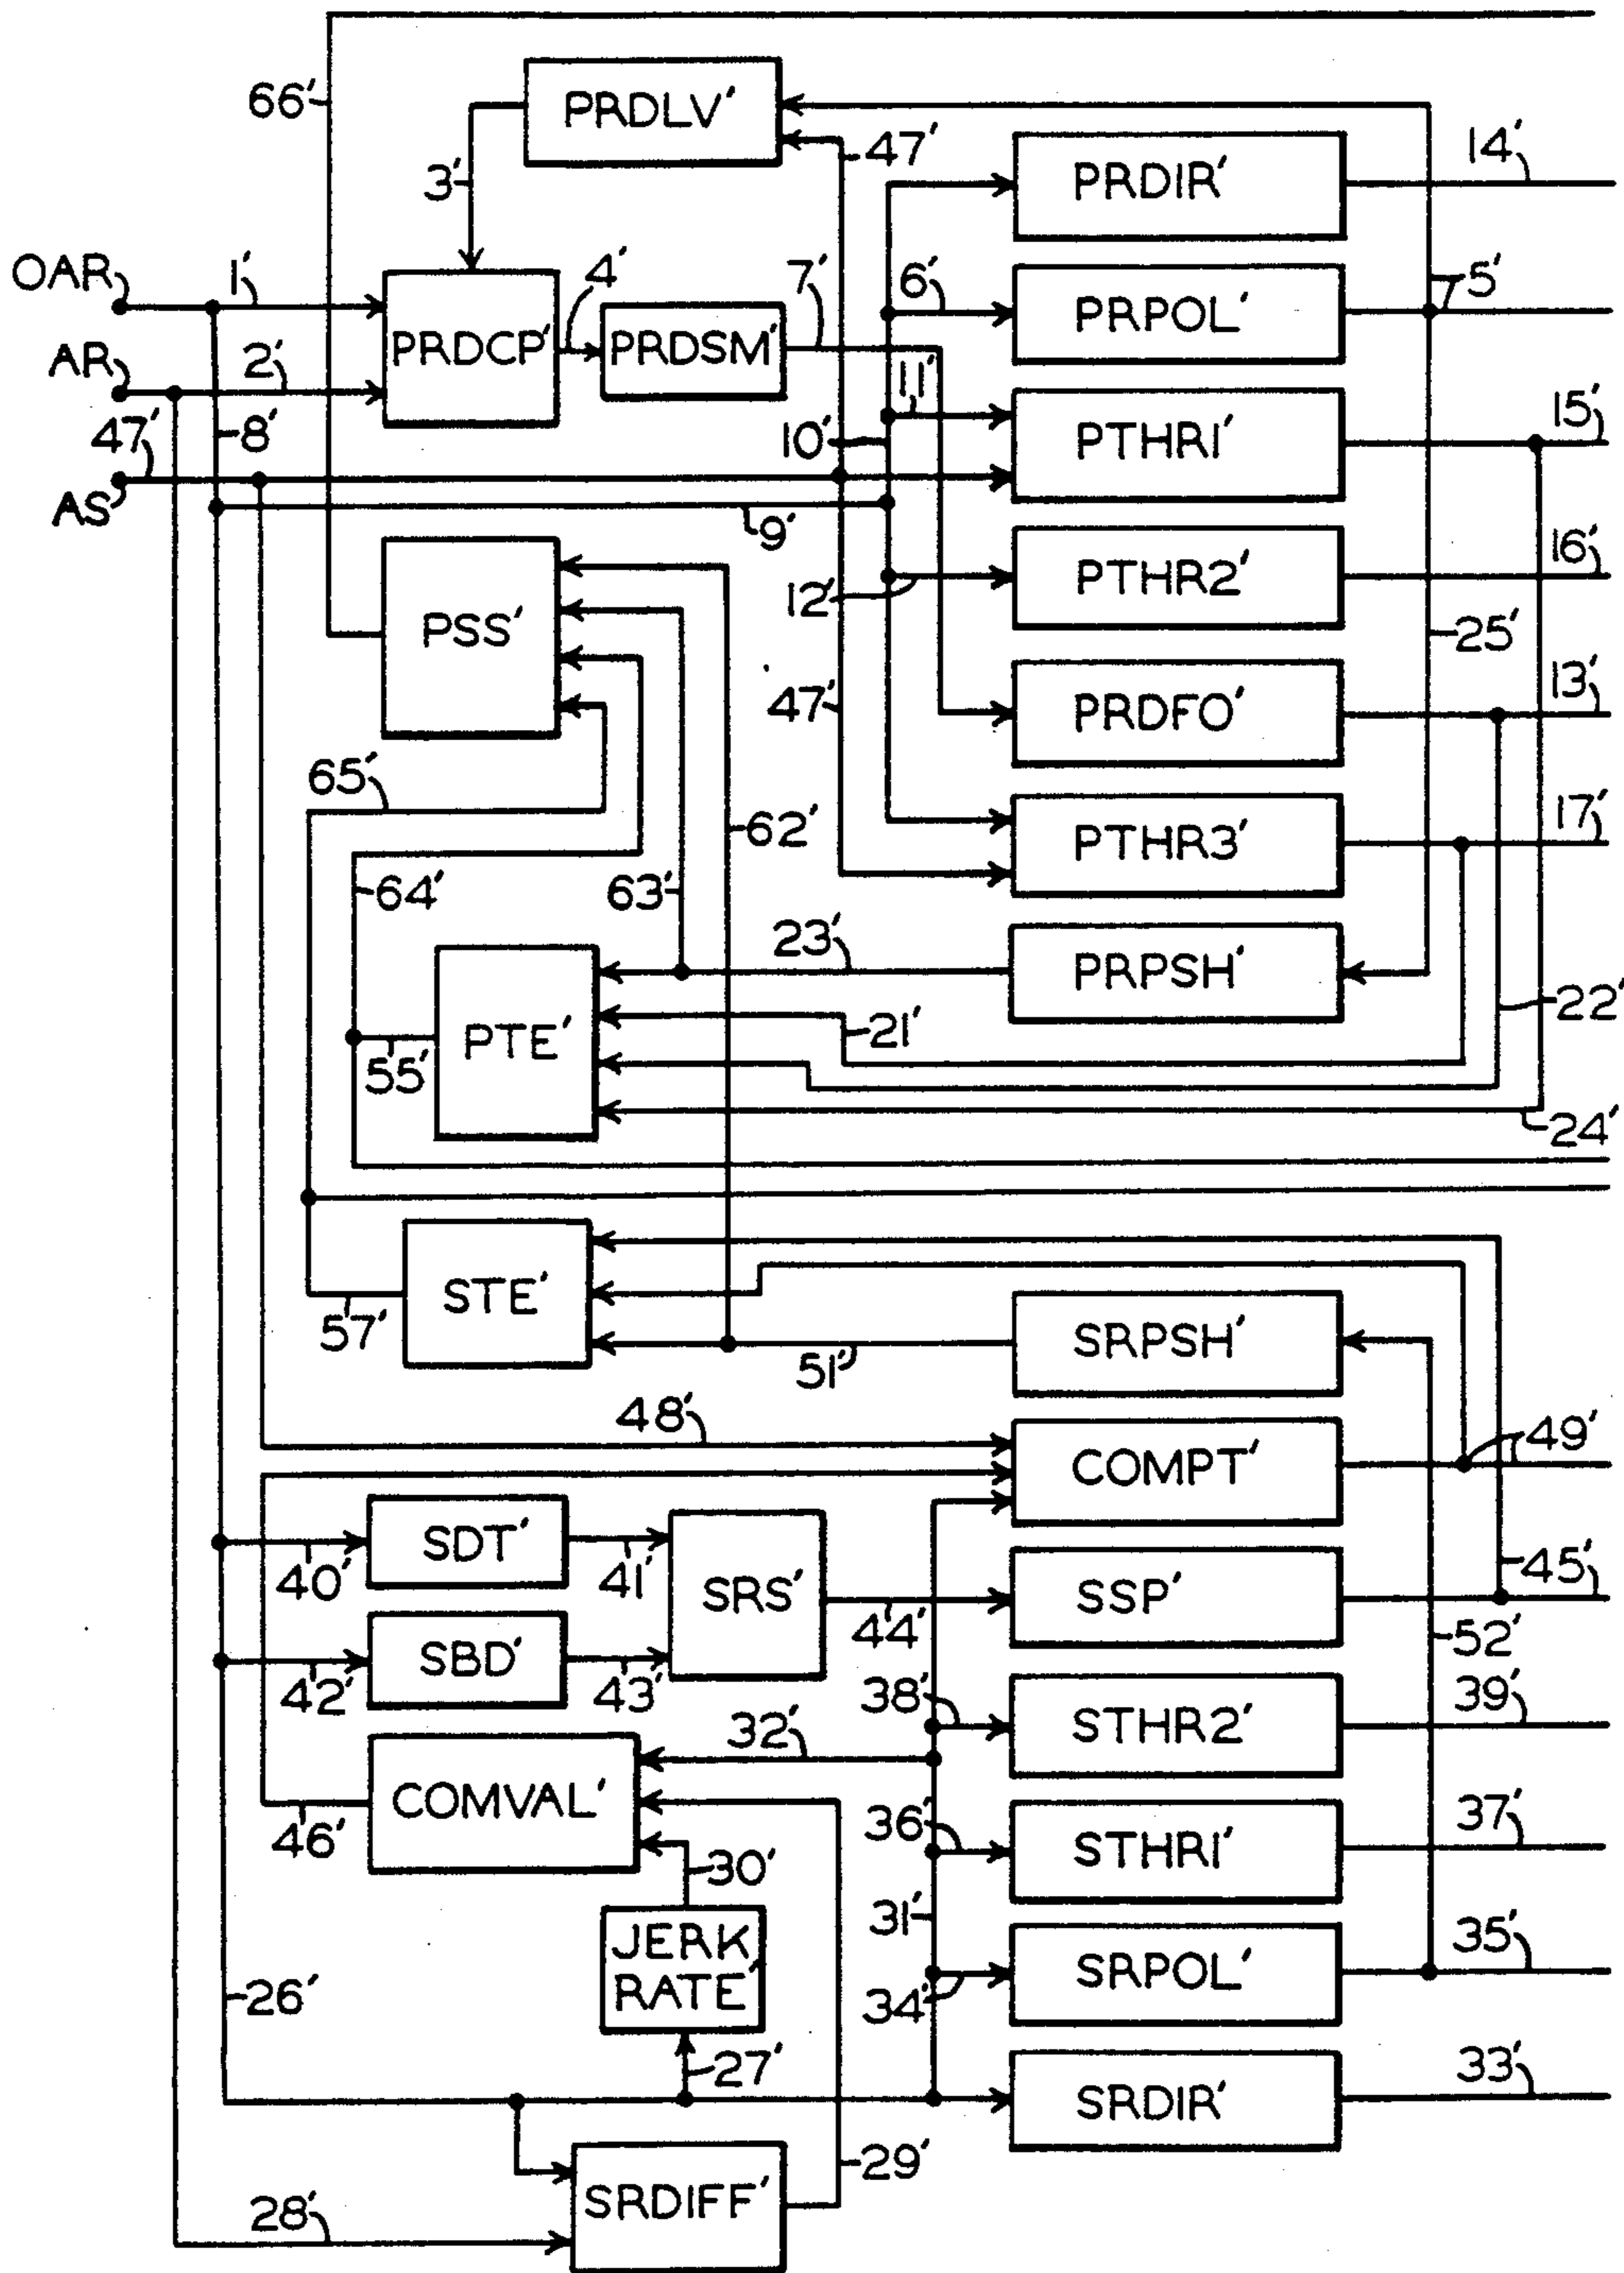 66'
PRDLV'
47'
14'
3'
PRDIR'
OAR
1'
4'
7'
6'
5'
PRPOL'
PRDCP'
PRDSM'
AR
2'
11'
47'
8'
10'
PTHR1'
15'
AS
9'
16'
12'
PTHR2'
PSS'
25'
47'
PRDFO'
13'
65'
62'
PTHR3'
17'
64'
63'
23'
PRPSH'
22'
PTE'
21'
55'
24'
STE'
57'
51'
SRPSH'
48'
COMPT'
49'
SDT'
40'
41'
SRS'
SSP'
45'
44'
52'
SBD'
42'
43'
38'
39'
32'
STHR2'
COMVAL'
46'
36'
37'
STHR1'
30'
31'
JERK
RATE'
35'
SRPOL'
26'
34'
27'
33'
SRDIR'
29'
SRDIFF'
28'